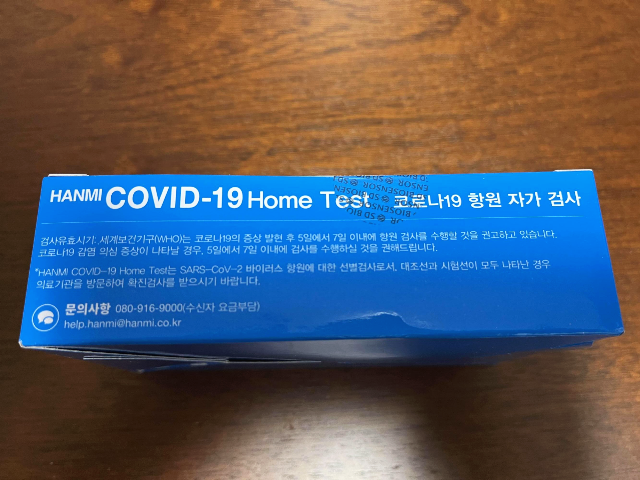 HANMI COVID-19 Home Test 코로나19 항원 자가 검사
검사유효시기: 세계보건기구(WHO)는 코로나19의 증상 발현 후 5일에서 7일 이내에 항원 검사를 수행할 것을 권고하고 있습니다.
코로나19 감염 의심 증상이 나타날 경우, 5일에서 7일 이내에 검사를 수행하실 것을 권해드립니다.
*HANMI COVID-19 Home Test는 SARS-CoV-2 바이러스 항원에 대한 선별검사로서, 대조선과 시험선이 모두 나타난 경우
의료기관을 방문하여 확진검사를 받으시기 바랍니다.
문의사항 080-916-9000(수신자 요금부담)
help.hanmi@hanmi.co.kr